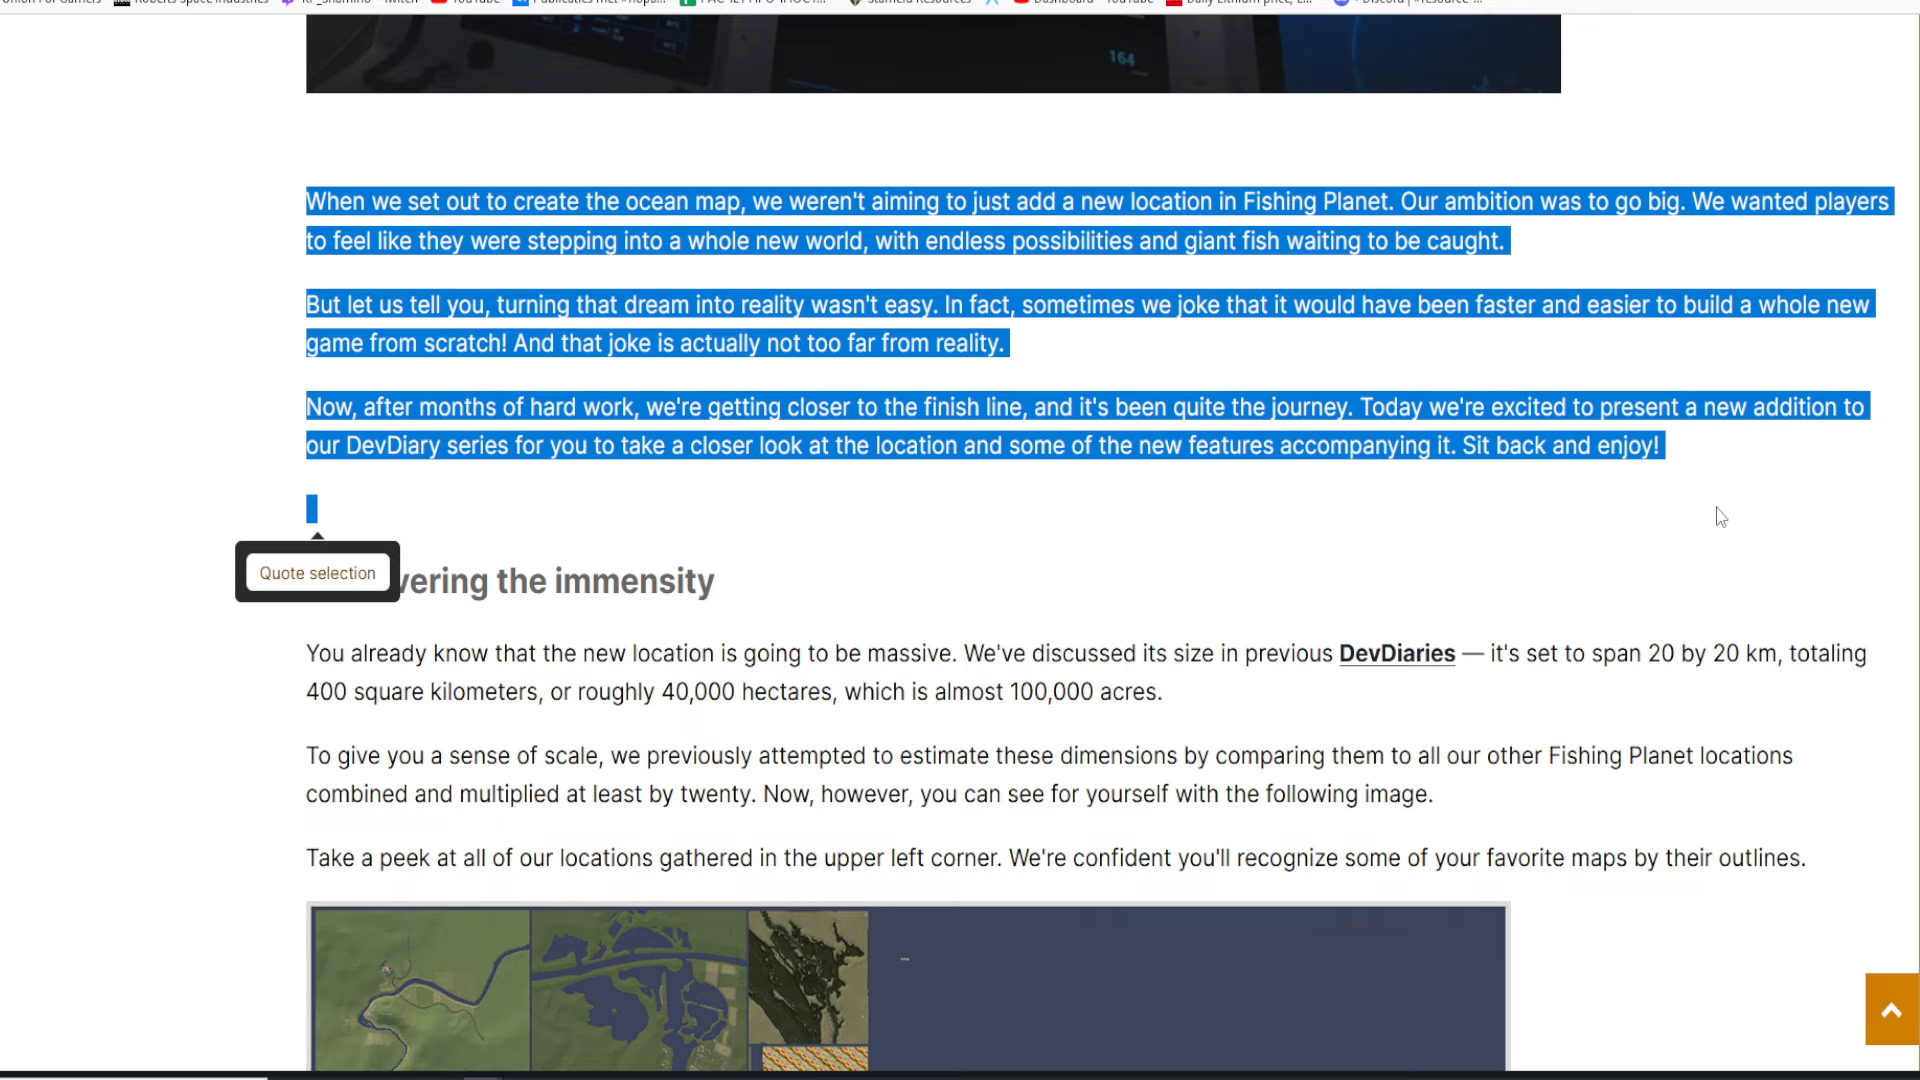 YouTube
164
When we set out to create the ocean map, we weren't aiming to just add a new location in Fishing Planet. Our ambition was to go big. We wanted players
to feel like they were stepping into a whole new world, with endless possibilities and giant fish waiting to be caught.
But let us tell you, turning that dream into reality wasn't easy. In fact, sometimes we joke that it would have been faster and easier to build a whole new
game from scratch! And that joke is actually not too far from reality.
Now, after months of hard work, we're getting closer to the finish line, and it's been quite the journey. Today we're excited to present a new addition to
our DevDiary series for you to take a closer look at the location and some of the new features accompanying it. Sit back and enjoy!
Quote selection
vering the immensity
You already know that the new location is going to be massive. We've discussed its size in previous DevDiaries — it's set to span 20 by 20 km, totaling
400 square kilometers, or roughly 40,000 hectares, which is almost 100,000 acres.
To give you a sense of scale, we previously attempted to estimate these dimensions by comparing them to all our other Fishing Planet locations
combined and multiplied at least by twenty. Now, however, you can see for yourself with the following image.
Take a peek at all of our locations gathered in the upper left corner. We're confident you'll recognize some of your favorite maps by their outlines.